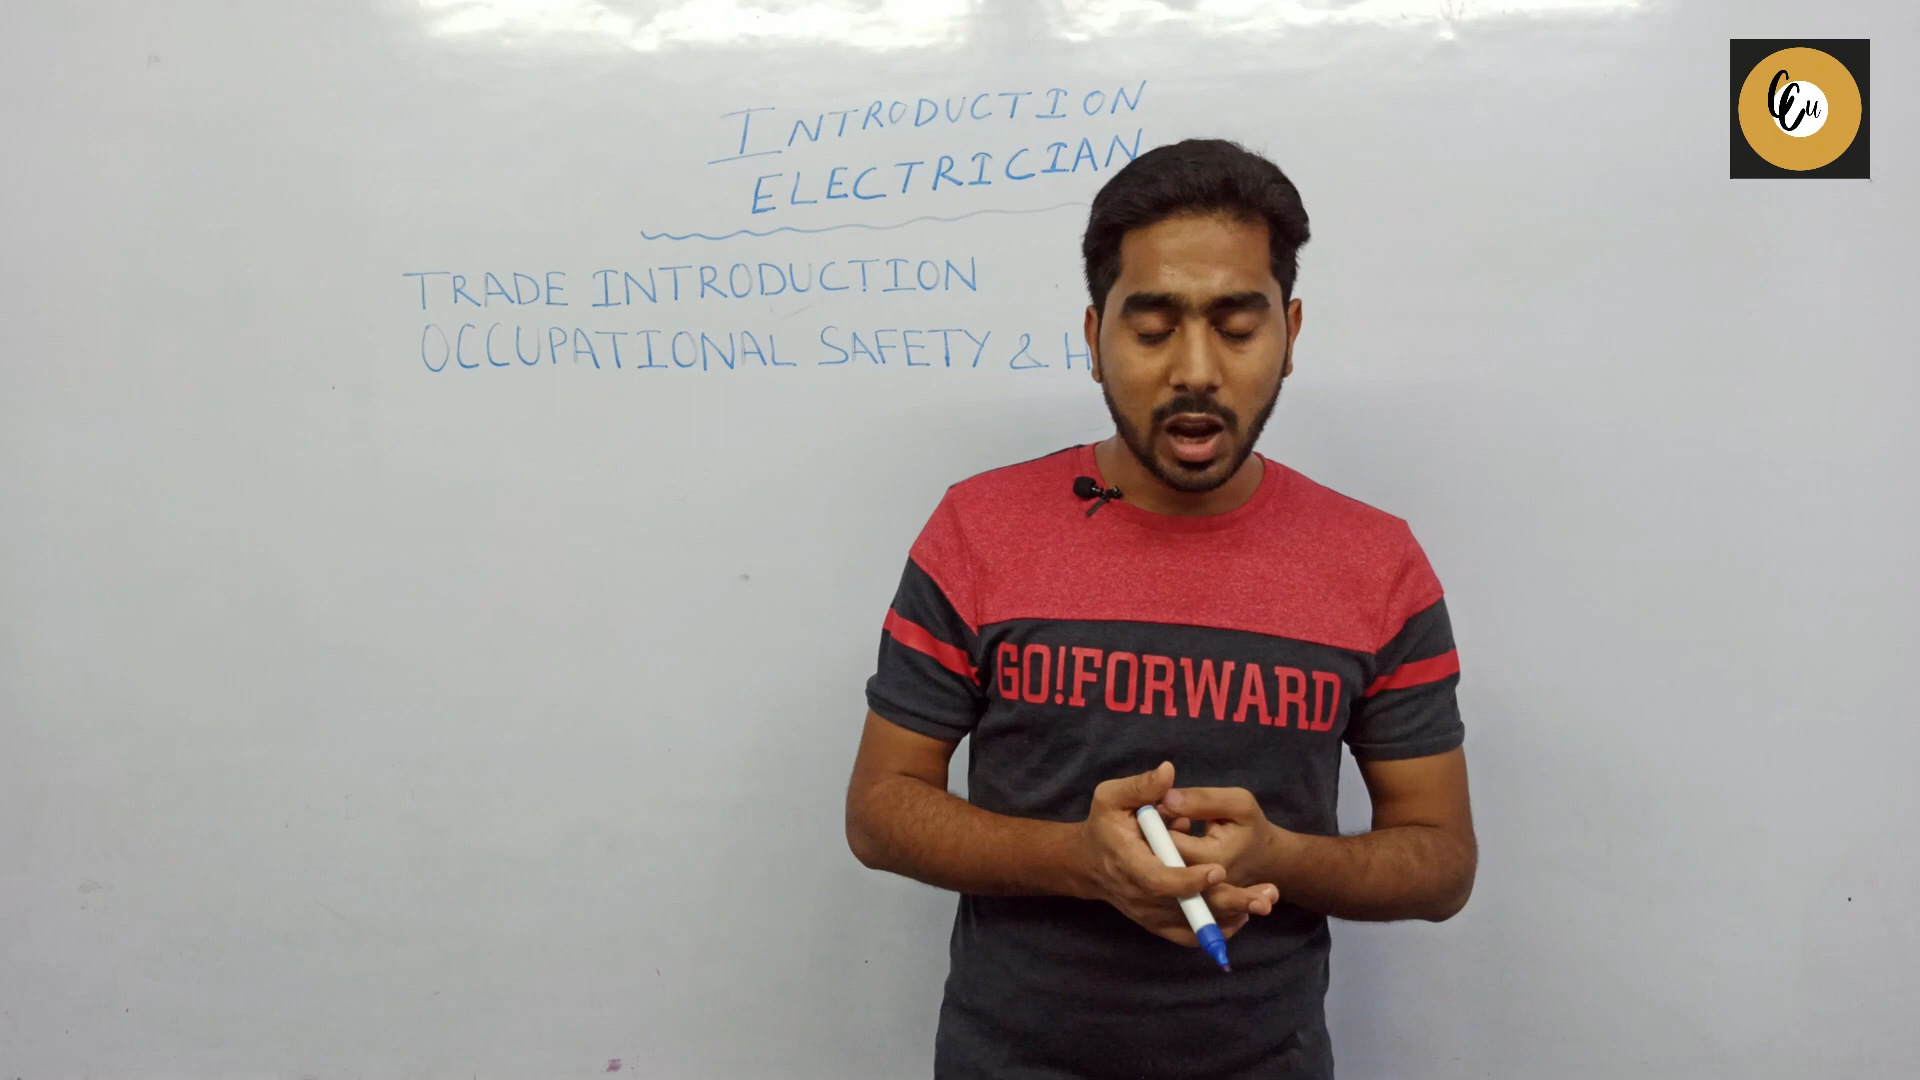 INTRODUCTION
ELECTRICIAN
TRADE INTRODUCTION
OCCUPATIONAL SAFETY & H
GO!FORWARD